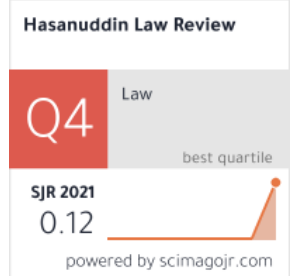 Hasanuddin Law Review
Q4
Law
best quartile
SJR 2021
0.12
powered by scimagojr.com